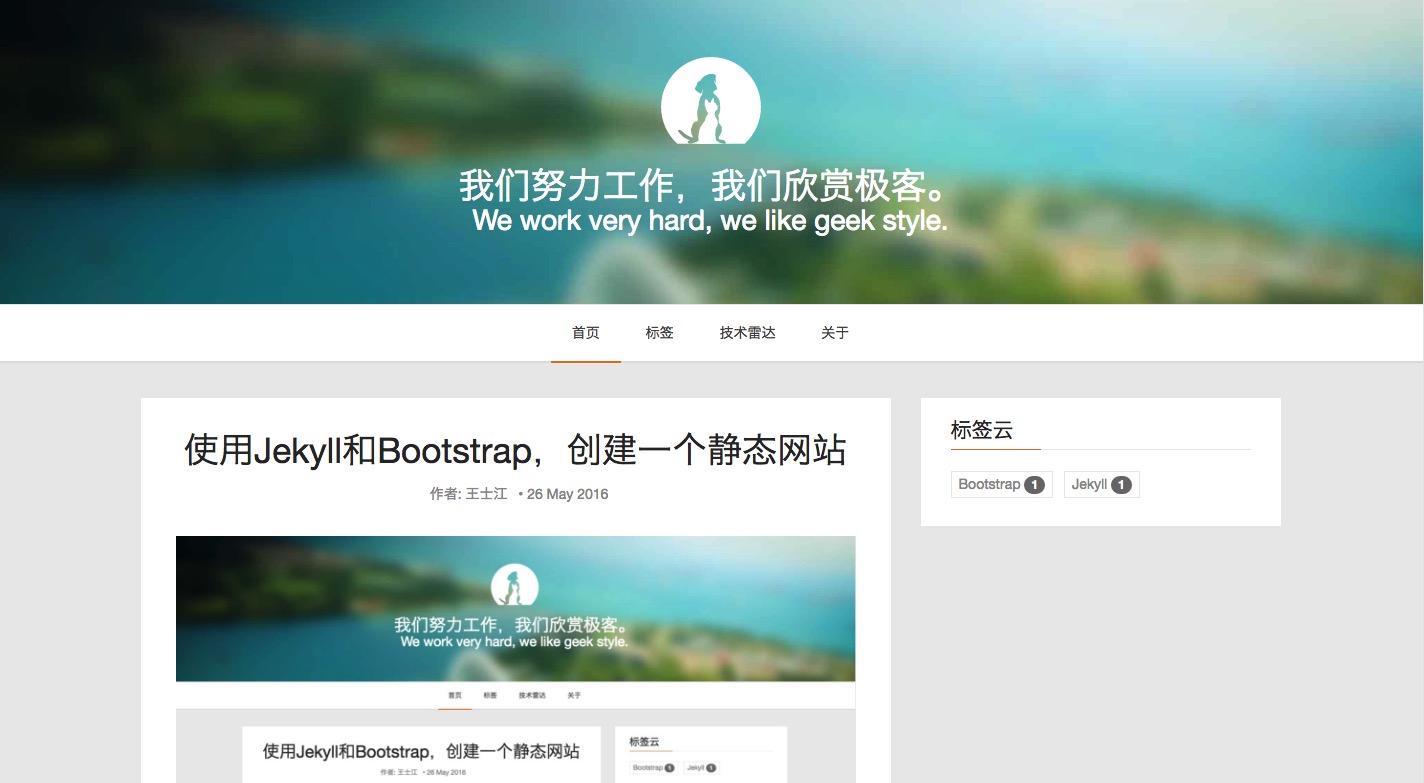 我们努力工作，我们欣赏极客。
We work very hard, we like geek style.
首页 标签 技术雷达 关于
使用Jekyll和Bootstrap，创建一个静态网站
作者: 王士江 • 26 May 2016
我们努力工作，我们欣赏极客。
We work very hard, we like geek style.
首页 标签 技术雷达 关于
使用Jekyll和Bootstrap，创建一个静态网站
作者: 王士江 • 26 May 2016
标签云
Bootstrap 1 Jekyll 1
标签云
Bootstrap 1 Jekyll 1